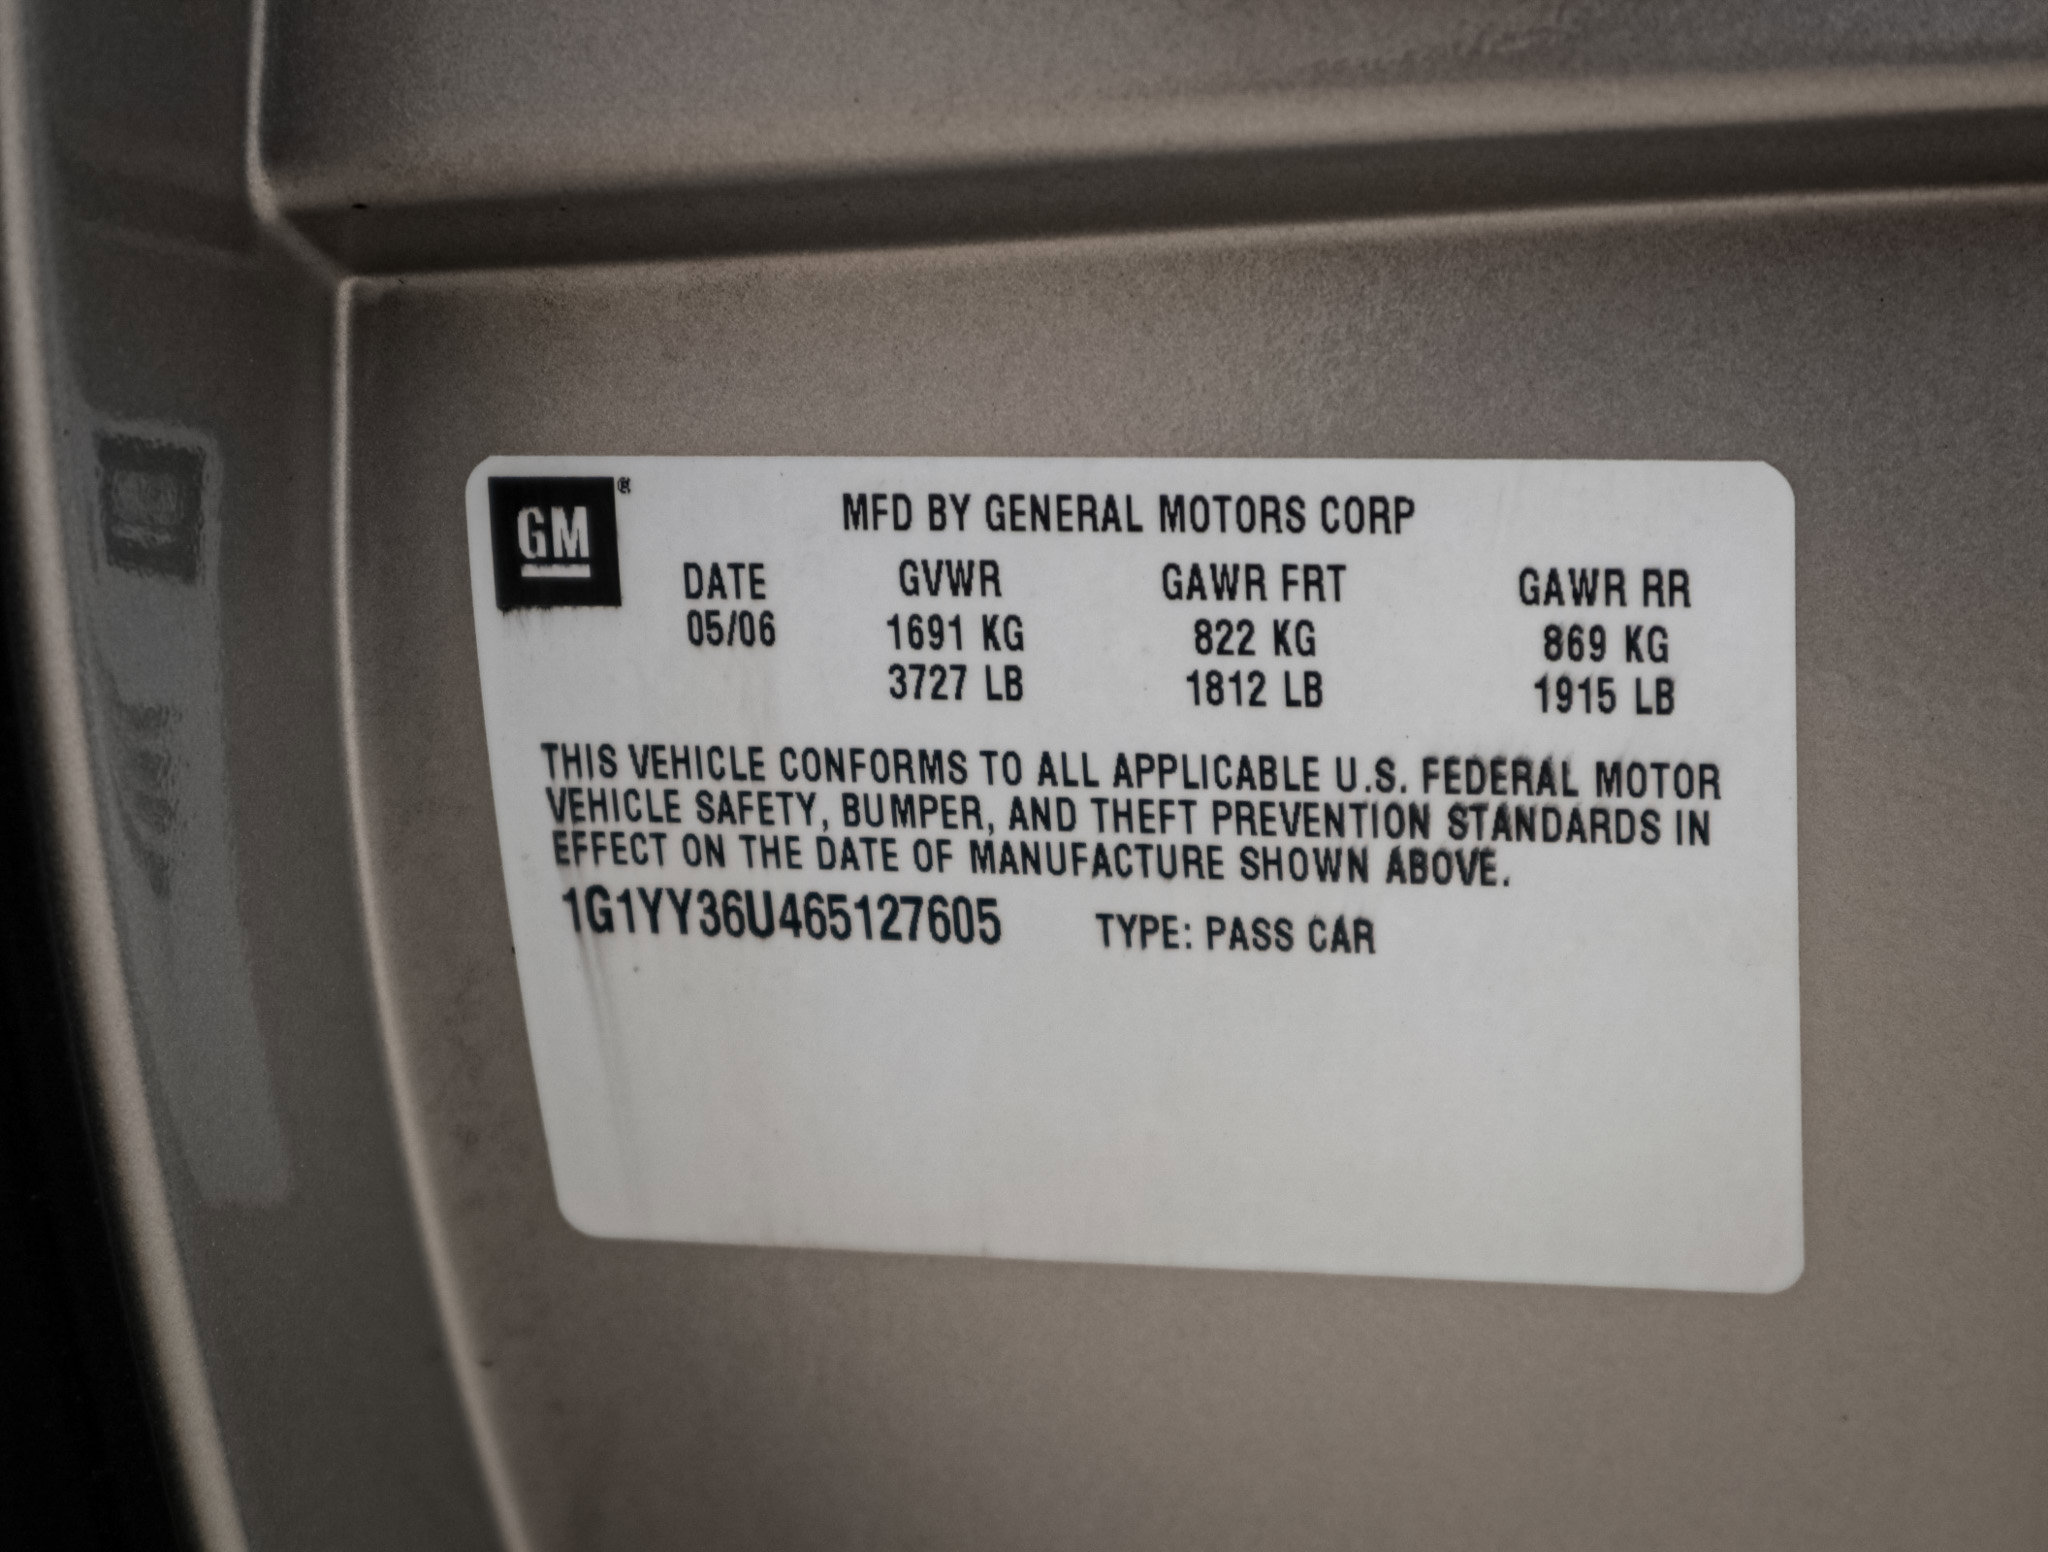 GM®
MFD BY GENERAL MOTORS CORP
DATE GVWR GAWR FRT GAWR RR
05/06 1691 KG 822 KG 869 KG
3727 LB 1812 LB 1915 LB
THIS VEHICLE CONFORMS TO ALL APPLICABLE U.S. FEDERAL MOTOR
VEHICLE SAFETY, BUMPER, AND THEFT PREVENTION STANDARDS IN
EFFECT ON THE DATE OF MANUFACTURE SHOWN ABOVE.
1G1YY36U465127605 TYPE: PASS CAR